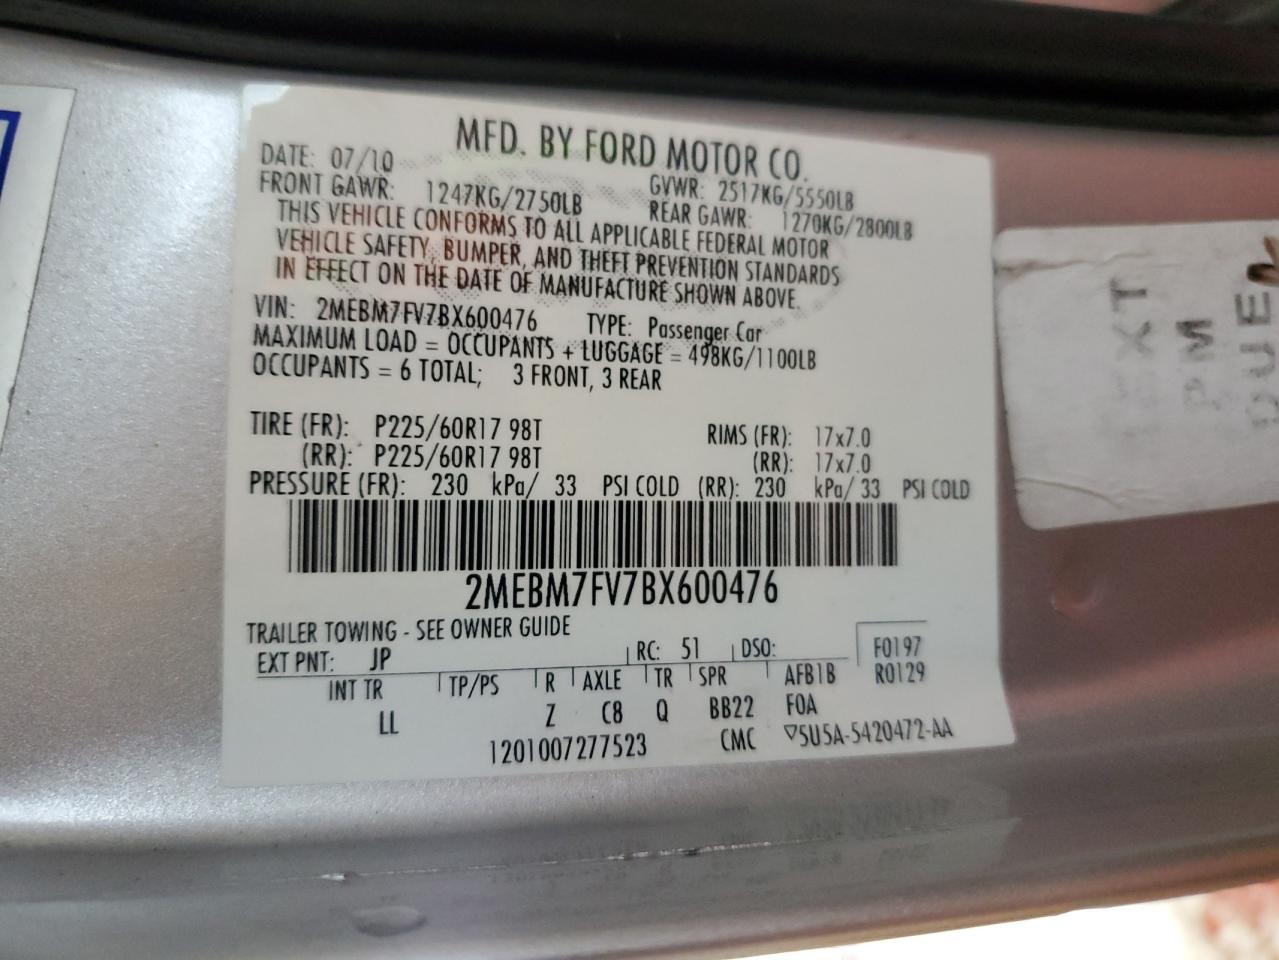 MFD. BY FORD MOTOR CO.
DATE: 07/10 GVWR: 2517KG/5550LB
FRONT GAWR: 1247KG/2750LB REAR GAWR: 1270KG/2800LB
THIS VEHICLE CONFORMS TO ALL APPLICABLE FEDERAL MOTOR
VEHICLE SAFETY, BUMPER, AND THEFT PREVENTION STANDARDS
IN EFFECT ON THE DATE OF MANUFACTURE SHOWN ABOVE.
VIN: 2MEBM7FV7BX600476 TYPE: Passenger Car
MAXIMUM LOAD = OCCUPANTS + LUGGAGE = 498KG/1100LB
OCCUPANTS = 6 TOTAL; 3 FRONT, 3 REAR
TIRE (FR): P225/60R17 98T RIMS (FR): 17x7.0
(RR): P225/60R17 98T (RR): 17x7.0
PRESSURE (FR): 230 kPa/ 33 PSI COLD (RR): 230 kPa/ 33 PSI COLD
2MEBM7FV7BX600476
TRAILER TOWING - SEE OWNER GUIDE
EXT PNT: JP RC: 51 DSO: F0197
INT TR TP/PS R AXLE TR SPR AFB1B R0129
LL Z C8 Q BB22 FOA
1201007277523 CMC ▽5U5A-5420472-AA
PM
DUE